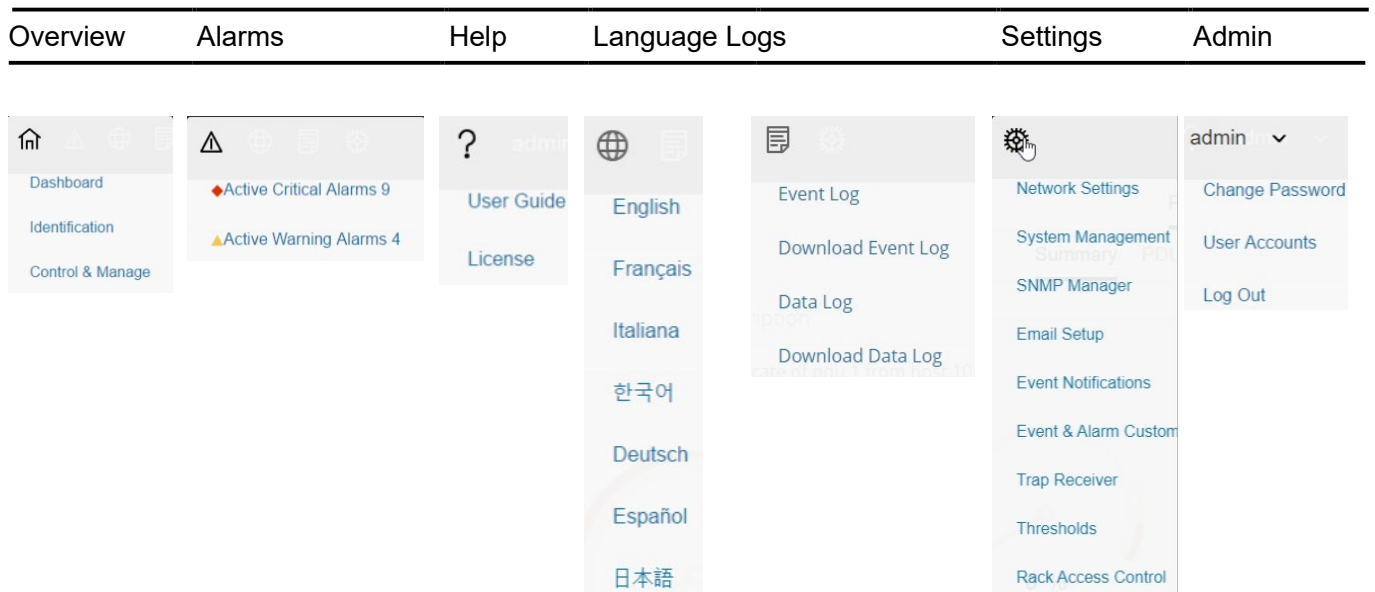 Overview Alarms Help Language Logs Settings Admin
Dashboard
Identification
Control & Manage
Active Critical Alarms 9
Active Warning Alarms 4
?
User Guide
License
English
Français
Italiana
한국어
Deutsch
Español
日本語
Event Log
Download Event Log
Data Log
Download Data Log
Network Settings
System Management
SNMP Manager
Email Setup
Event Notifications
Event & Alarm Custom
Trap Receiver
Thresholds
Rack Access Control
admin
Change Password
User Accounts
Log Out